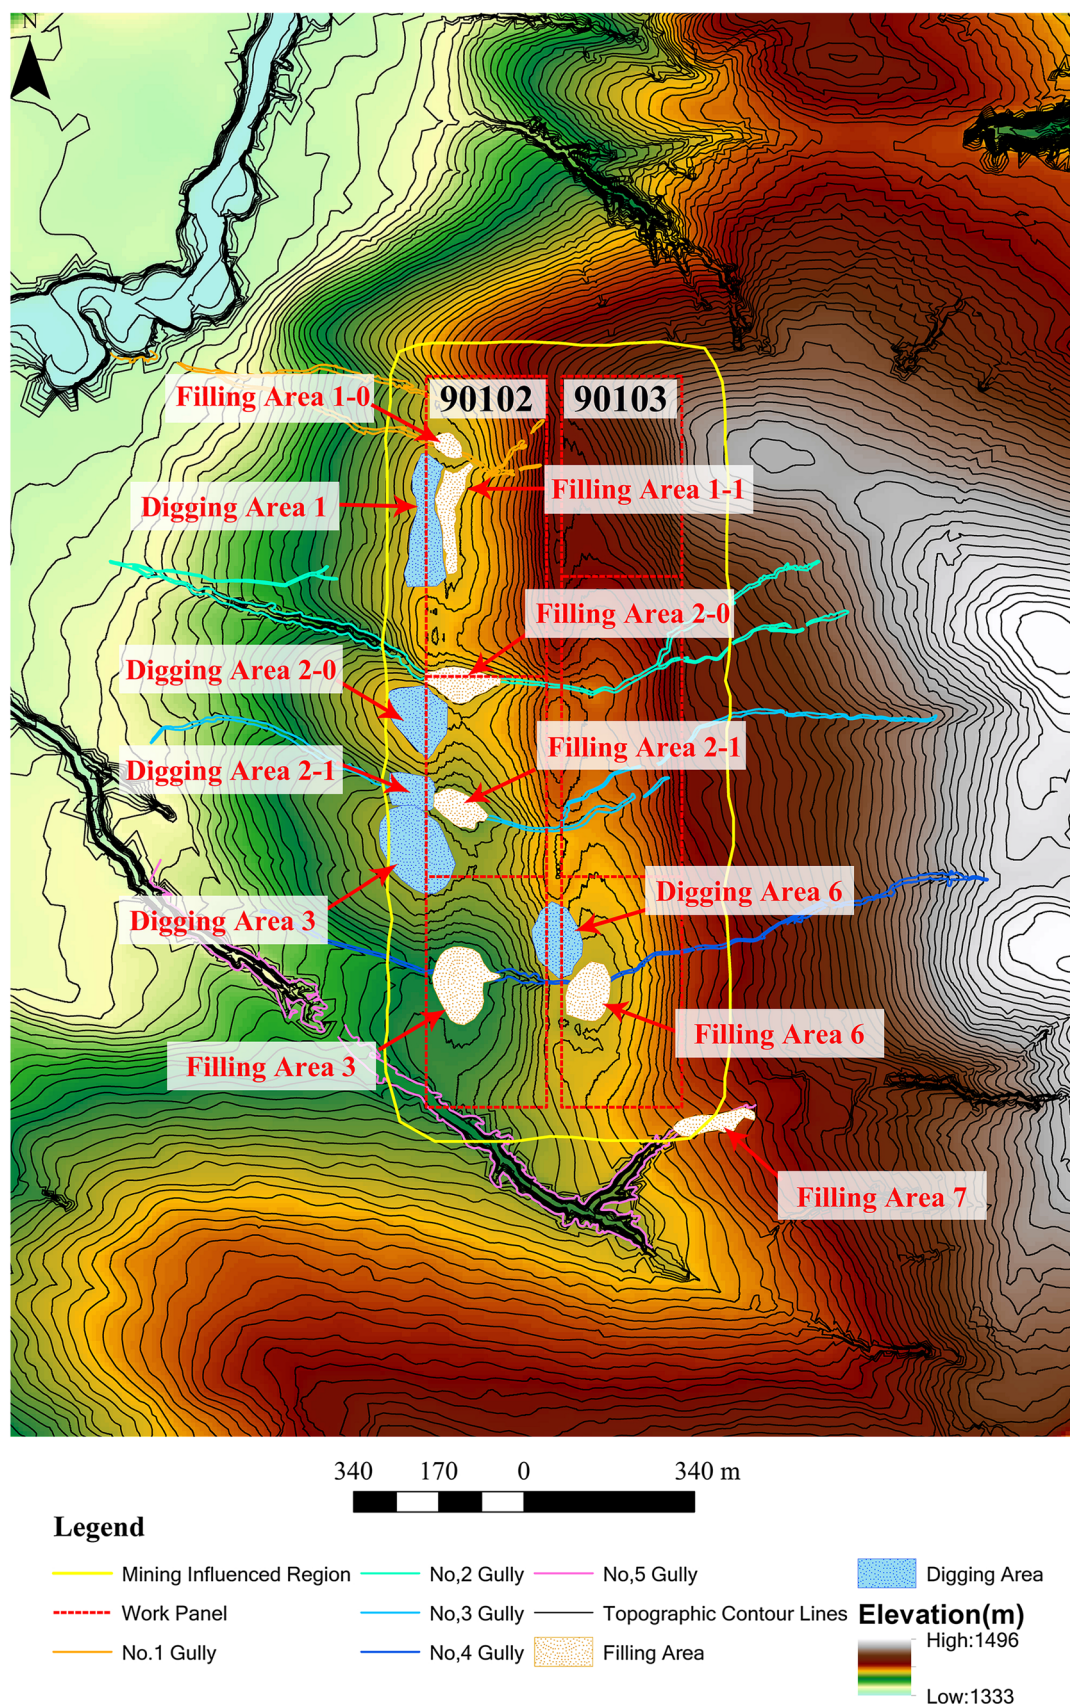 N
90102 90103
Filling Area 1-0
Filling Area 1-1
Digging Area 1
Filling Area 2-0
Digging Area 2-0
Filling Area 2-1
Digging Area 2-1
Digging Area 6
Digging Area 3
Filling Area 6
Filling Area 3
Filling Area 7
340 170 0 340 m
Legend
Mining Influenced Region
Work Panel
No.1 Gully
No,2 Gully
No,3 Gully
No,4 Gully
No,5 Gully
Topographic Contour Lines
Filling Area
Digging Area
Elevation(m)
High:1496
Low:1333